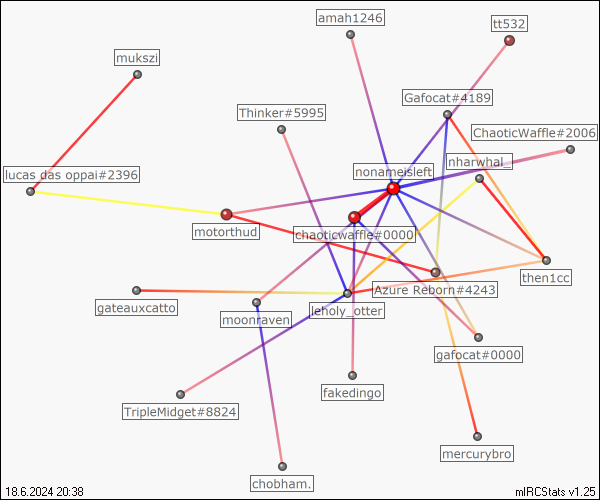 amah1246
tt532
mukszi
Gafocat#4189
Thinker#5995
ChaoticWaffle#2006
nharwhal_
lucas das oppai#2396
nonameisleft
motorthud
chaoticwaffle#0000
then1cc
Azure Reborn#4243
gateauxcatto
leholy_otter
moonraven
gafocat#0000
fakedingo
TripleMidget#8824
mercurybro
chobham.
18.6.2024 20:38
mIRCStats v1.25